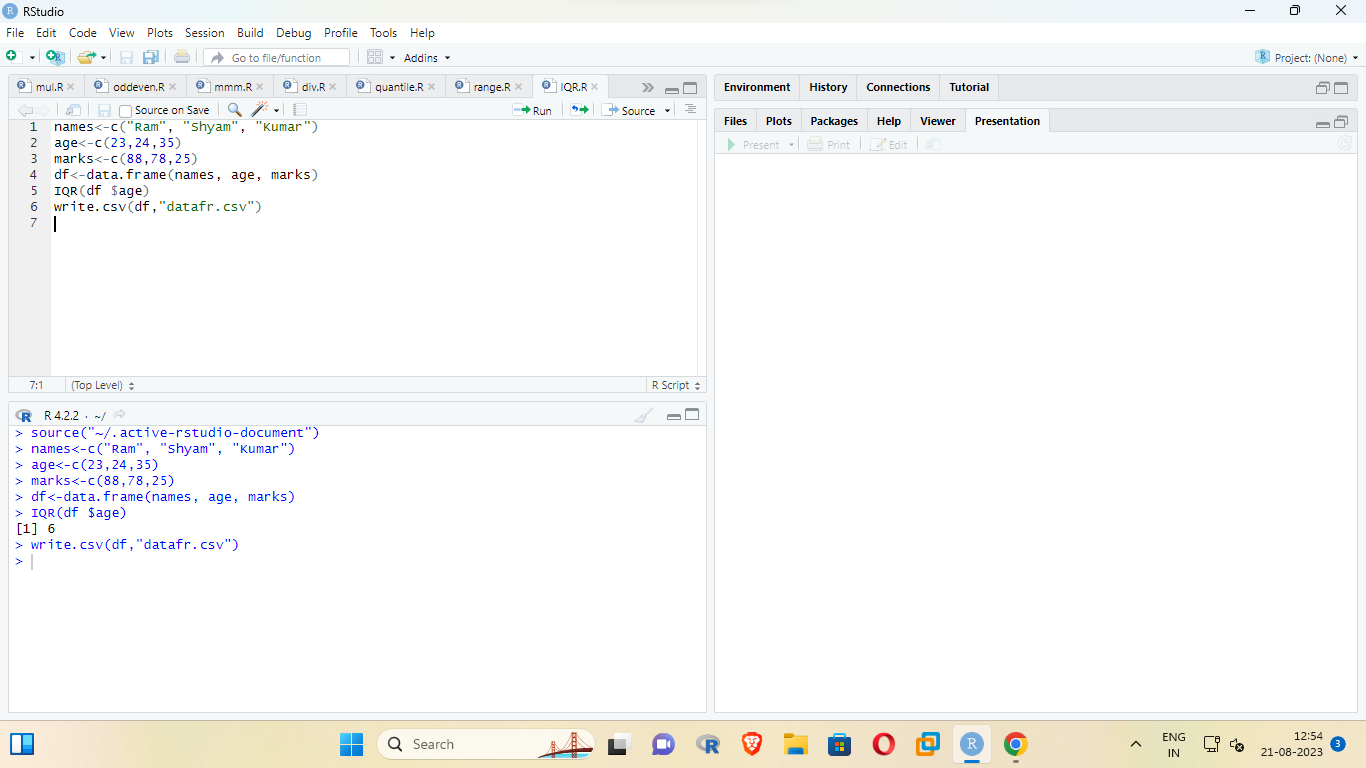 RStudio
File Edit Code View Plots Session Build Debug Profile Tools Help
Go to file/function Addins Project: (None)
mul.R oddeven.R mmm.R div.R quantile.R range.R IQR.R
Source on Save Run Source
1 names<-c("Ram", "Shyam", "Kumar")
2 age<-c(23,24,35)
3 marks<-c(88,78,25)
4 df<-data.frame(names, age, marks)
5 IQR(df $age)
6 write.csv(df,"datafr.csv")
7
7:1 (Top Level) R Script
R 4.2.2 · ~/
> source("~/.active-rstudio-document")
> names<-c("Ram", "Shyam", "Kumar")
> age<-c(23,24,35)
> marks<-c(88,78,25)
> df<-data.frame(names, age, marks)
> IQR(df $age)
[1] 6
> write.csv(df,"datafr.csv")
>
Environment History Connections Tutorial
Files Plots Packages Help Viewer Presentation
Present Print Edit
Search
ENG
IN
12:54
21-08-2023
3